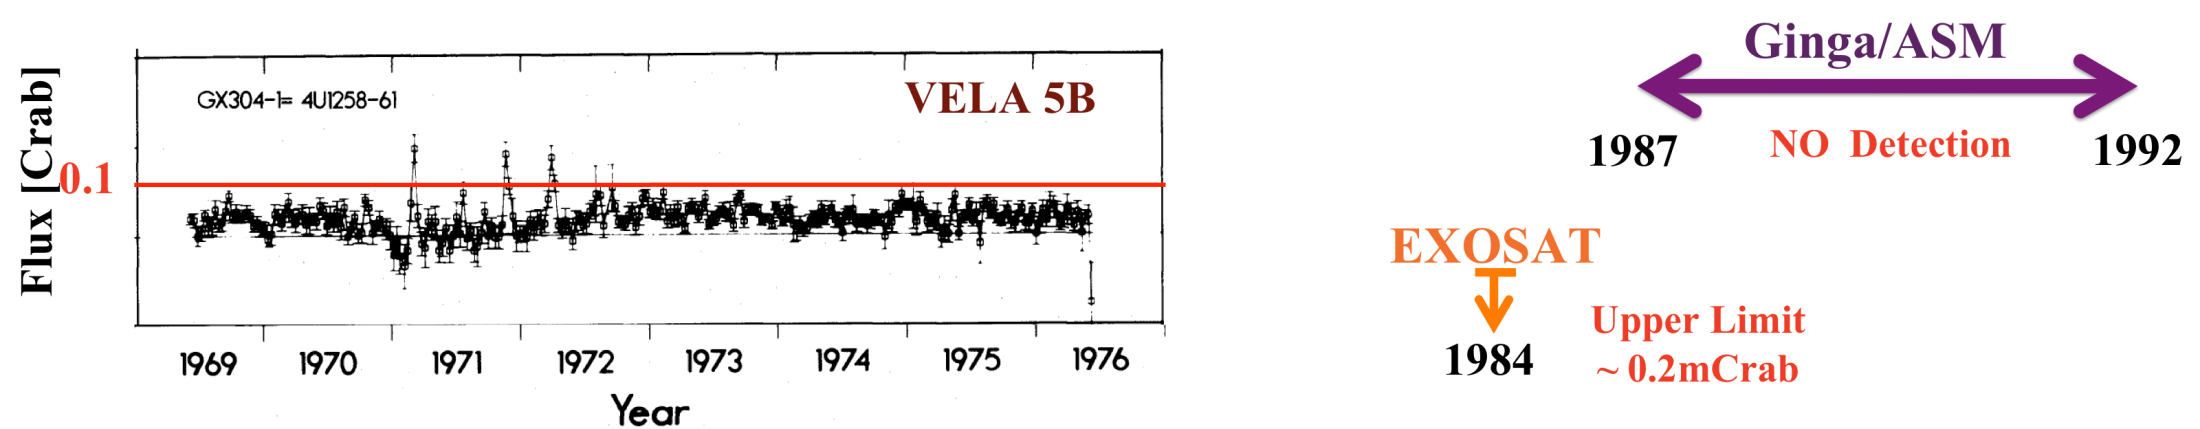 Flux [Crab]
0.1
GX304-1= 4U1258-61
VELA 5B
1969 1970 1971 1972 1973 1974 1975 1976
Year
Ginga/ASM
1987 NO Detection 1992
EXOSAT
1984
Upper Limit
~ 0.2mCrab